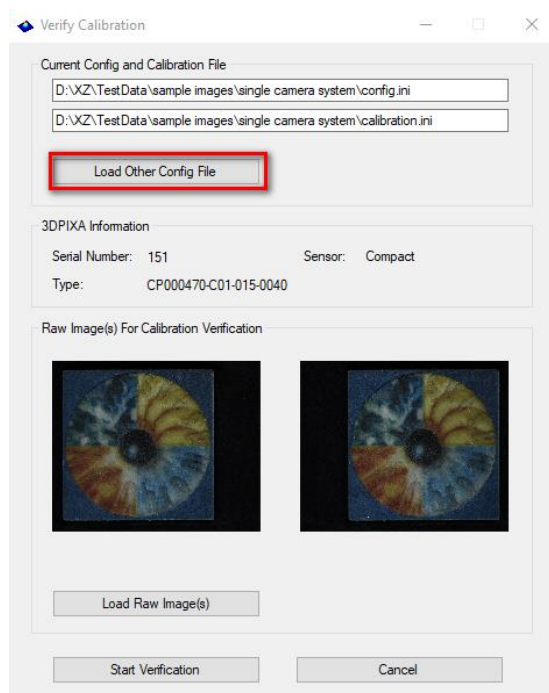 Verify Calibration
Current Config and Calibration File
D:\XZ\TestData\sample images\single camera system\config.ini
D:\XZ\TestData\sample images\single camera system\calibration.ini
Load Other Config File
3DPIXA Information
Serial Number: 151 Sensor: Compact
Type: CP000470-C01-015-0040
Raw Image(s) For Calibration Verification
Load Raw Image(s)
Start Verification Cancel